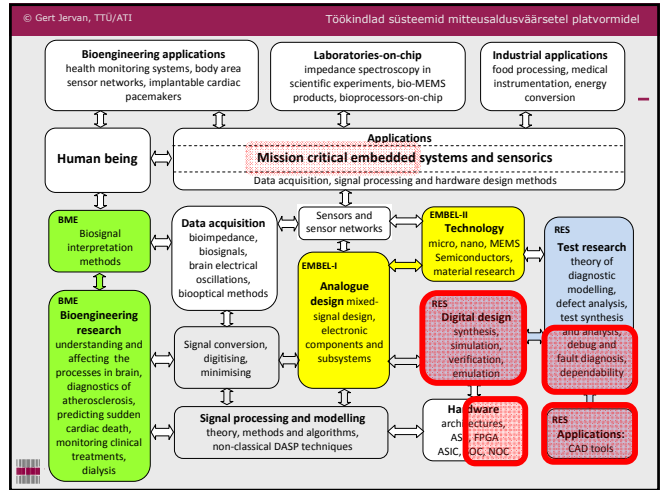 © Gert Jervan, TTÜ/ATI
Töökindlad süsteemid mitteusaldusväärsetel platvormidel
Bioengineering applications
health monitoring systems, body area
sensor networks, implantable cardiac
pacemakers
Laboratories-on-chip
impedance spectroscopy in
scientific experiments, bio-MEMS
products, bioprocessors-on-chip
Industrial applications
food processing, medical
instrumentation, energy
conversion
Human being
Applications
Mission critical embedded systems and sensorics
Data acquisition, signal processing and hardware design methods
BME
Biosignal
interpretation
methods
Data acquisition
bioimpedance,
biosignals,
brain electrical
oscillations,
biooptical methods
Sensors and
sensor networks
EMBEL-II
Technology
micro, nano, MEMS
Semiconductors,
material research
RES
Test research
theory of
diagnostic
modelling,
defect analysis,
test synthesis
and analysis,
debug and
fault diagnosis,
dependability
EMBEL-I
Analogue
design mixed-
signal design,
electronic
components and
subsystems
RES
Digital design
synthesis,
simulation,
verification,
emulation
BME
Bioengineering
research
understanding and
affecting the
processes in brain,
diagnostics of
atherosclerosis,
predicting sudden
cardiac death,
monitoring clinical
treatments,
dialysis
Signal conversion,
digitising,
minimising
Signal processing and modelling
theory, methods and algorithms,
non-classical DASP techniques
Hardware
architectures,
FPGA
ASIC, SOC, NOC
RES
Applications:
CAD tools